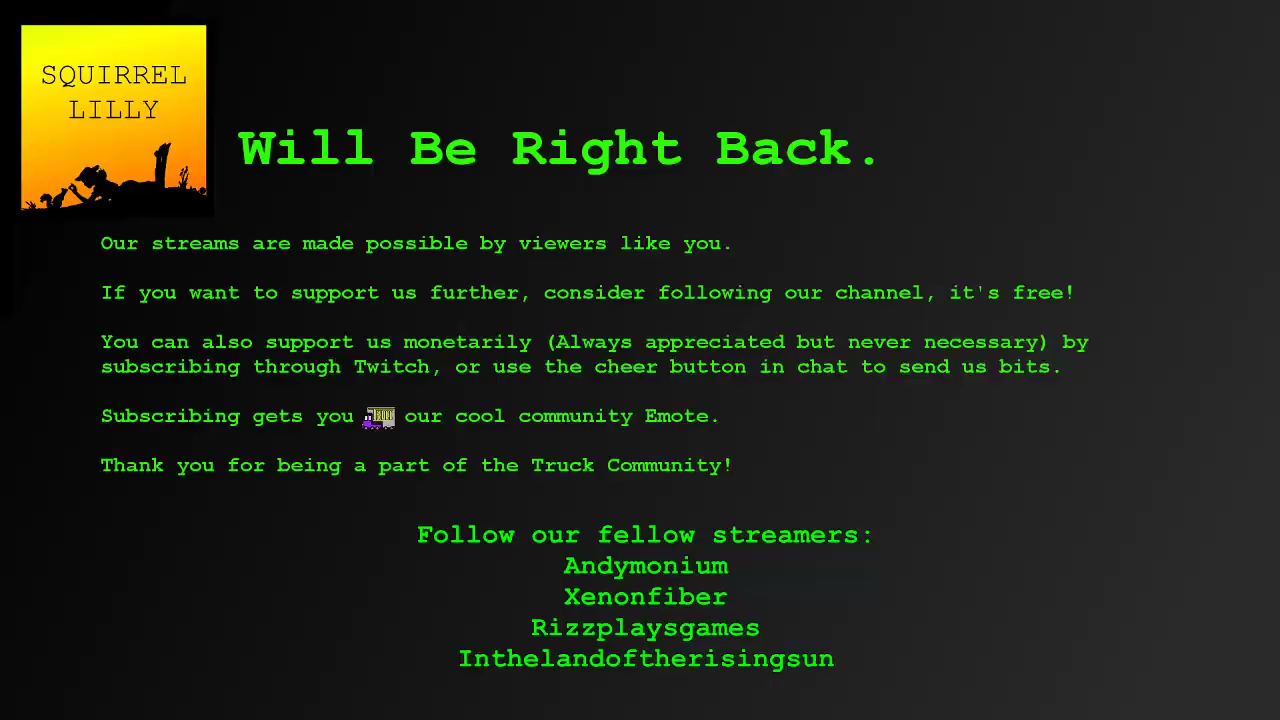 SQUIRREL
LILLY
Will Be Right Back.
Our streams are made possible by viewers like you.
If you want to support us further, consider following our channel, it's free!
You can also support us monetarily (Always appreciated but never necessary) by
subscribing through Twitch, or use the cheer button in chat to send us bits.
Subscribing gets you our cool community Emote.
Thank you for being a part of the Truck Community!
Follow our fellow streamers:
Andymonium
Xenonfiber
Rizzplaysgames
Inthelandoftherisingsun